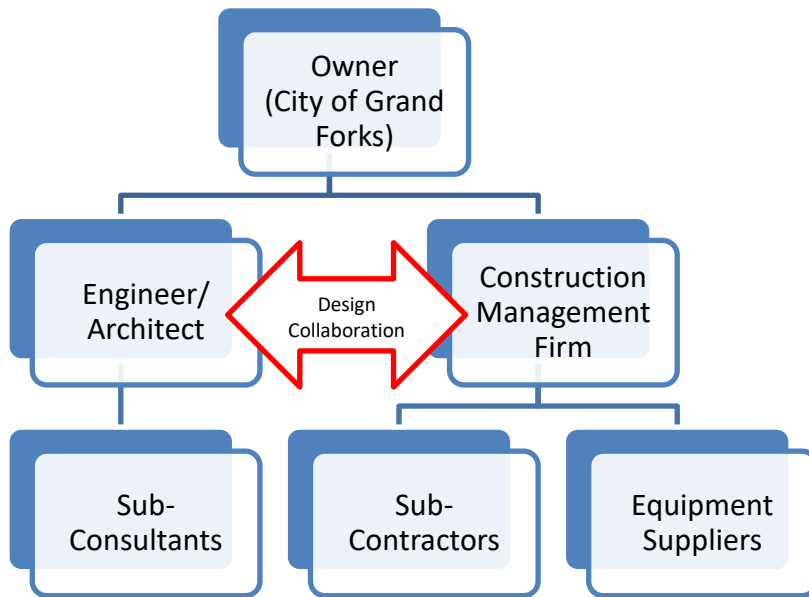 Owner
(City of Grand
Forks)
Engineer/
Architect
Design
Collaboration
Construction
Management
Firm
Sub-
Consultants
Sub-
Contractors
Equipment
Suppliers